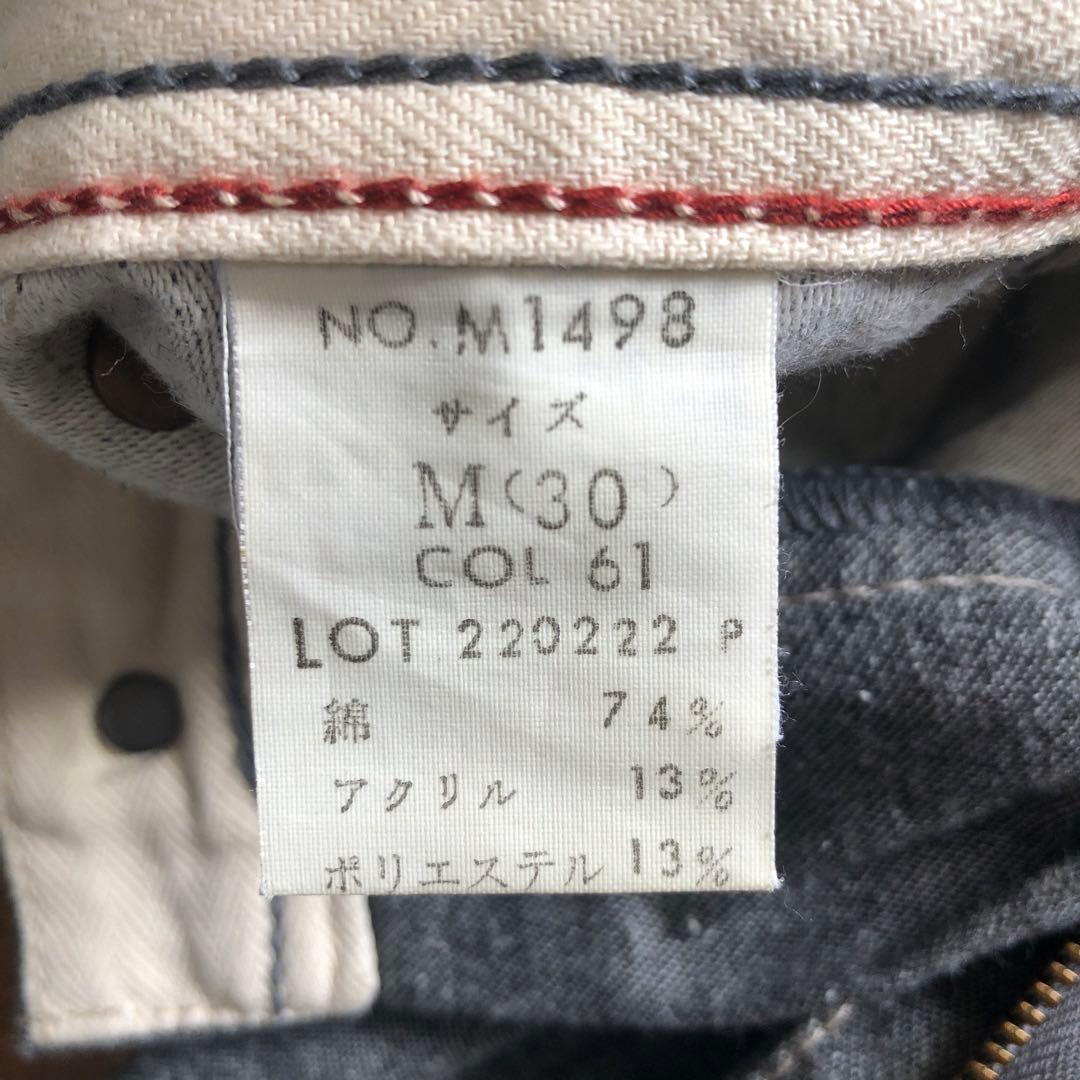 NO. M1498
サイズ
M(30)
COL 61
LOT 220222 P
綿 74%
アクリル 13%
ポリエステル 13%